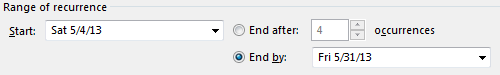 Range of recurrence
Start: Sat 5/4/13 End after: 4 occurrences
End by: Fri 5/31/13